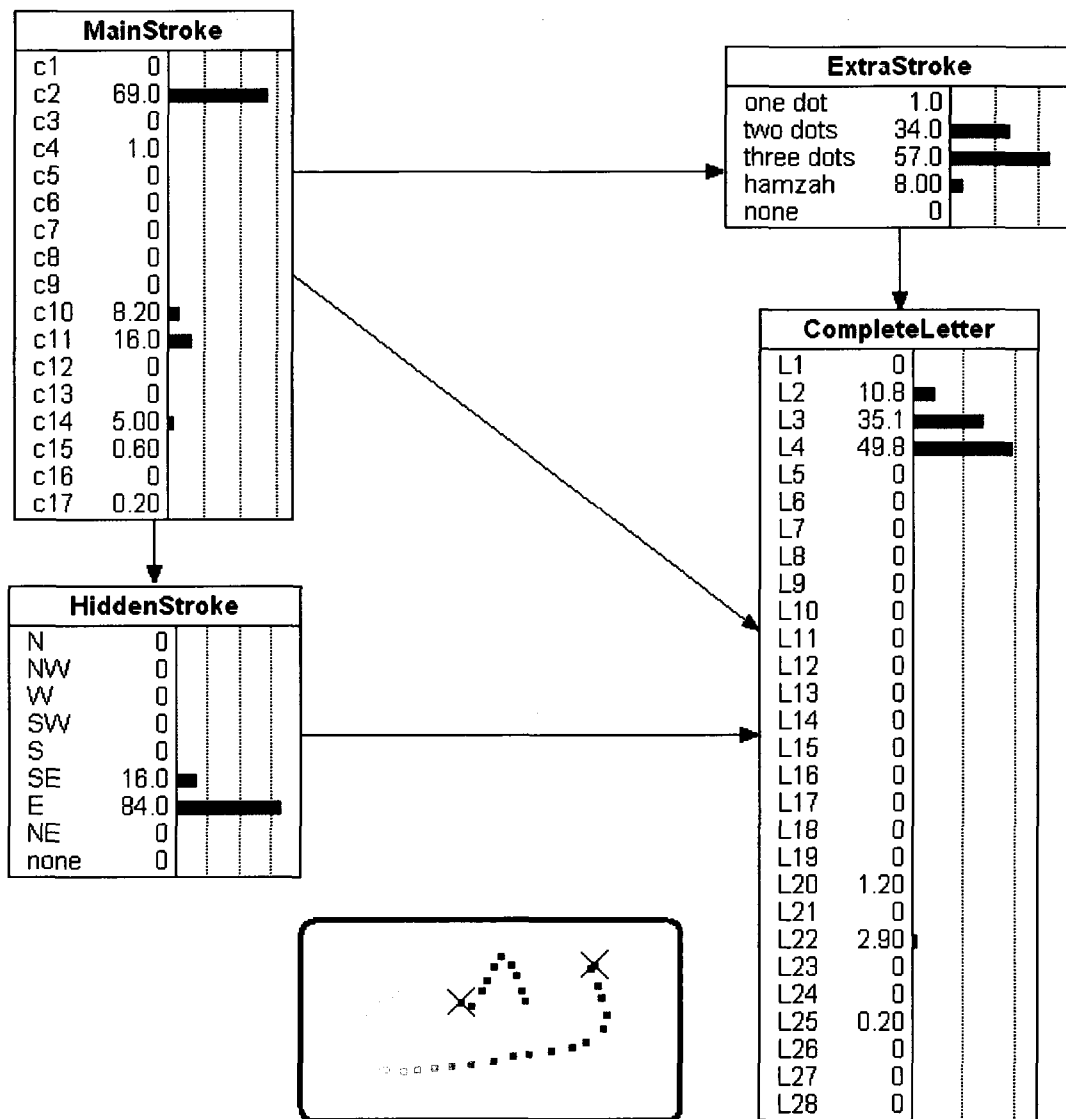 MainStroke
c1 0
c2 69.0
c3 0
c4 1.0
c5 0
c6 0
c7 0
c8 0
c9 0
c10 8.20
c11 16.0
c12 0
c13 0
c14 5.00
c15 0.60
c16 0
c17 0.20
ExtraStroke
one dot 1.0
two dots 34.0
three dots 57.0
hamzah 8.00
none 0
HiddenStroke
N 0
NW 0
W 0
SW 0
S 0
SE 16.0
E 84.0
NE 0
none 0
CompleteLetter
L1 0
L2 10.8
L3 35.1
L4 49.8
L5 0
L6 0
L7 0
L8 0
L9 0
L10 0
L11 0
L12 0
L13 0
L14 0
L15 0
L16 0
L17 0
L18 0
L19 0
L20 1.20
L21 0
L22 2.90
L23 0
L24 0
L25 0.20
L26 0
L27 0
L28 0